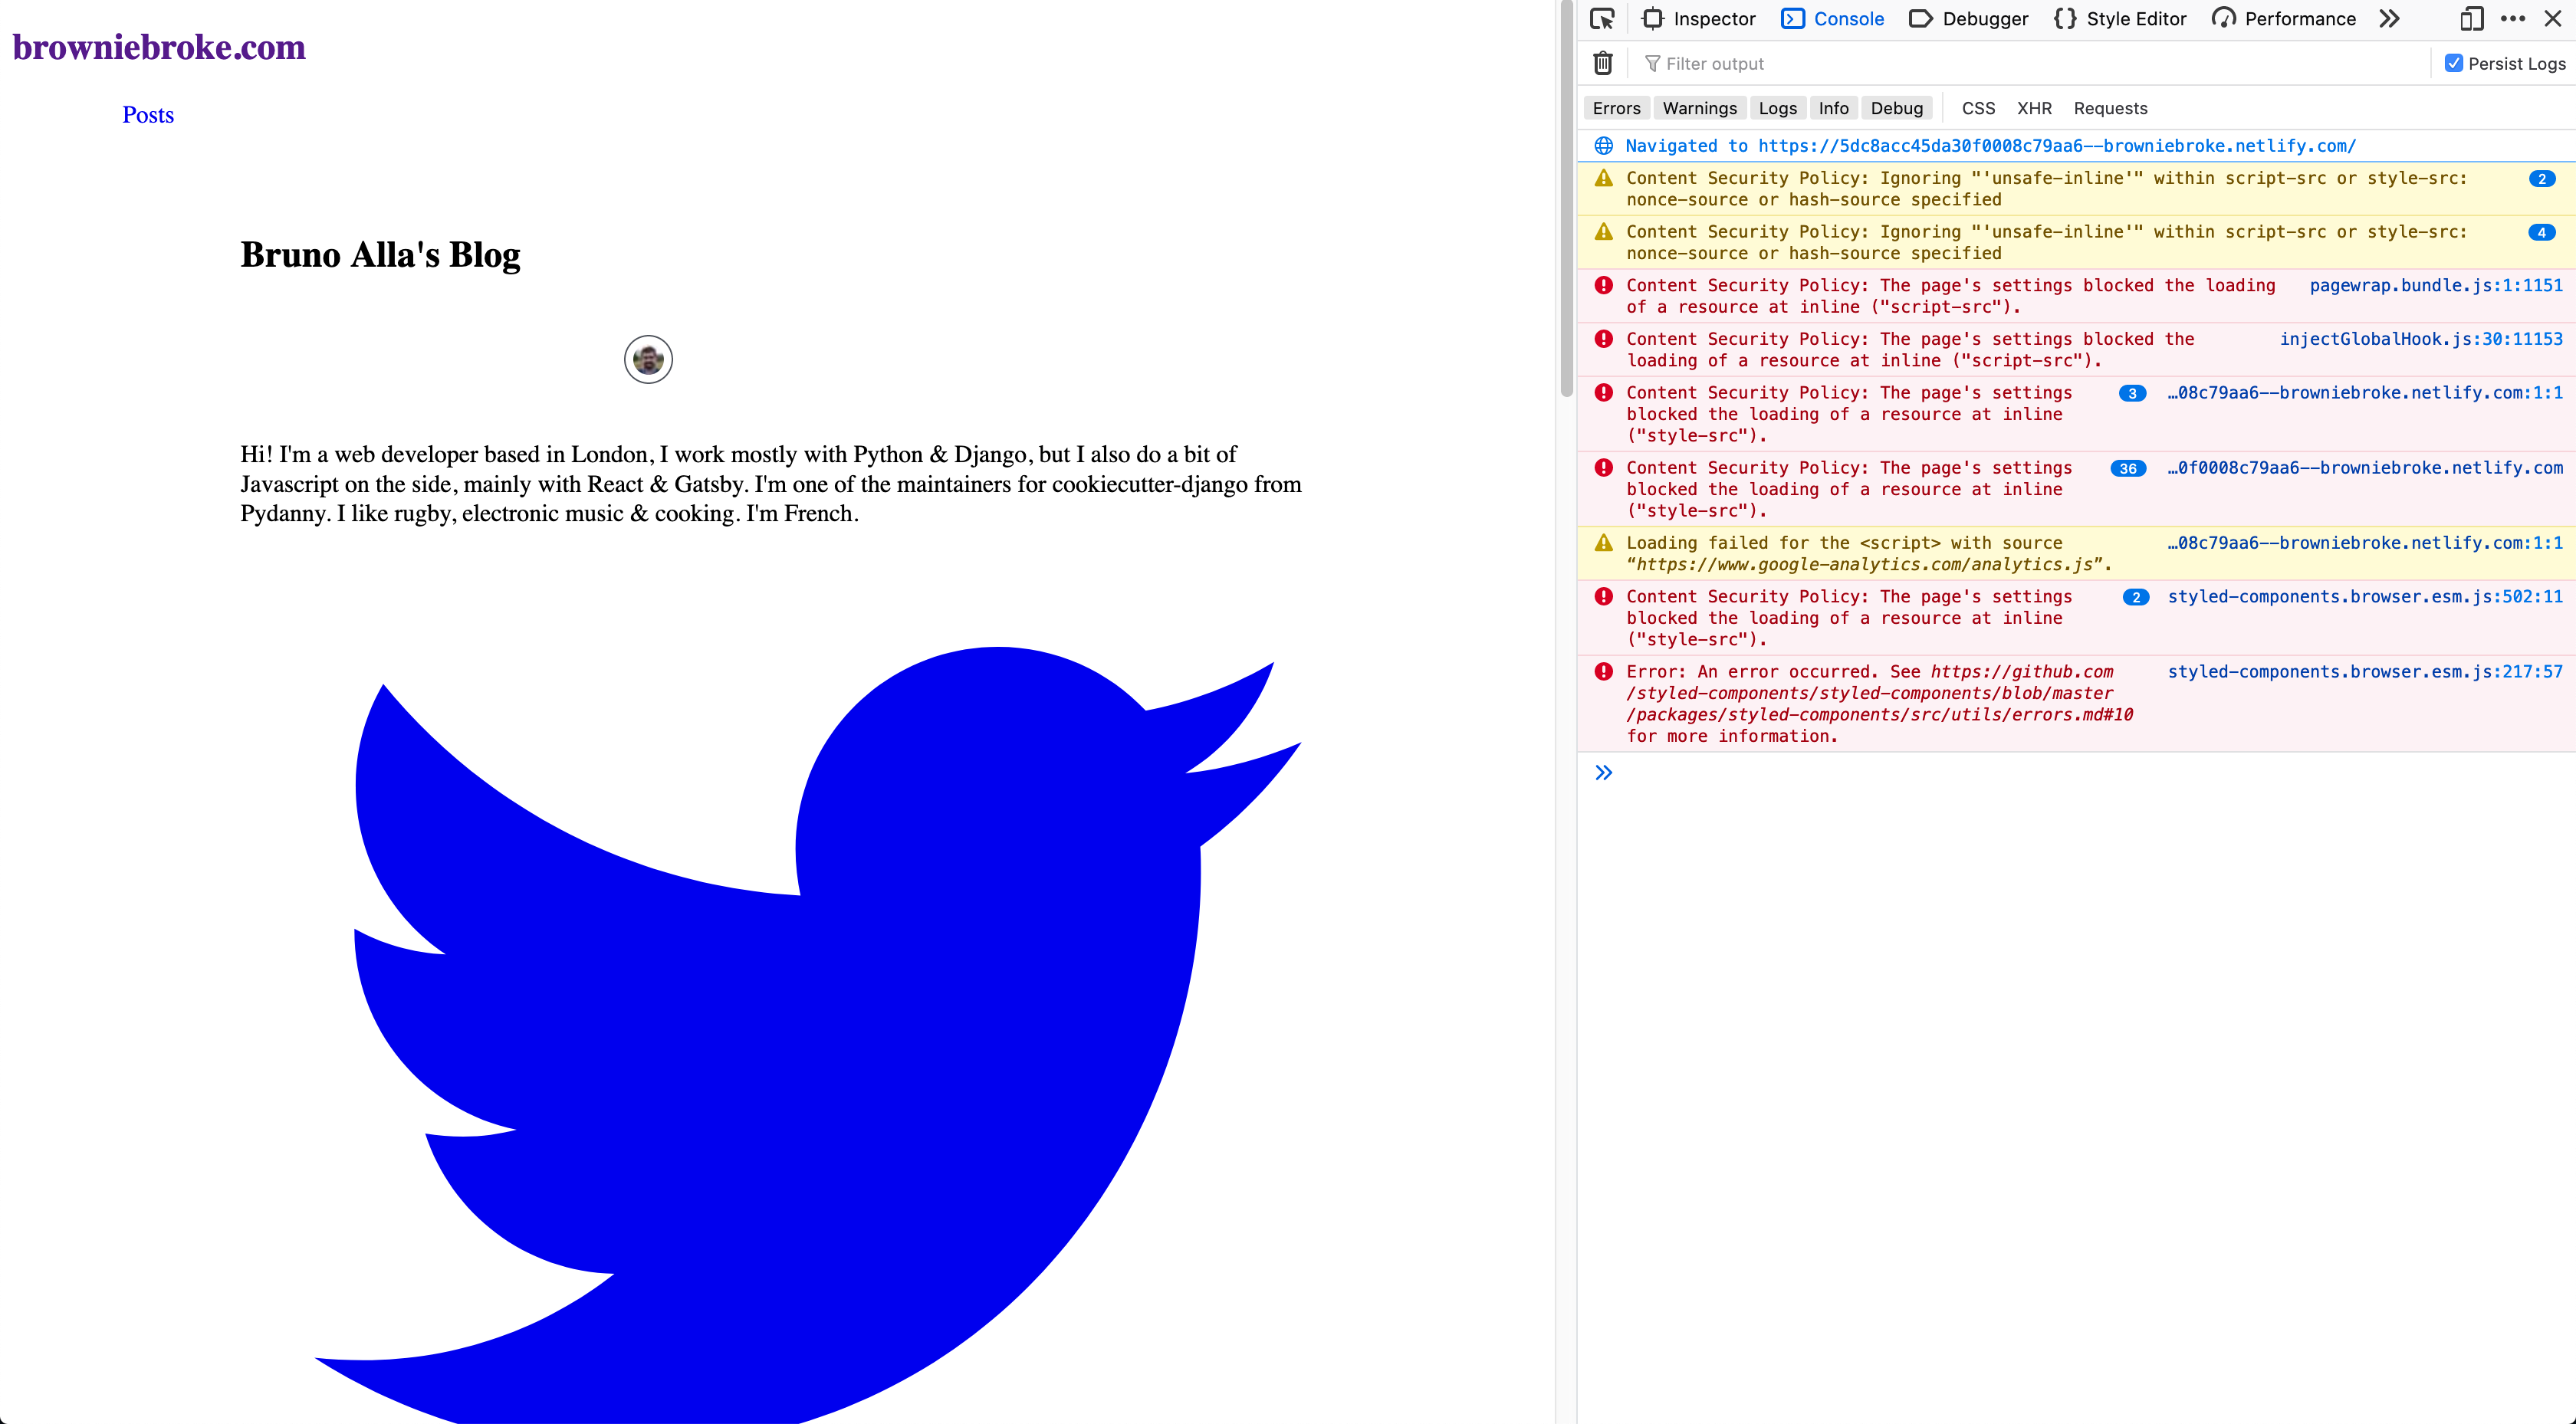 browniebroke.com
Posts
Bruno Alla's Blog
Hi! I'm a web developer based in London, I work mostly with Python & Django, but I also do a bit of
Javascript on the side, mainly with React & Gatsby. I'm one of the maintainers for cookiecutter-django from
Pydanny. I like rugby, electronic music & cooking. I'm French.
Inspector Console Debugger Style Editor Performance
Filter output Persist Logs
Errors Warnings Logs Info Debug CSS XHR Requests
Navigated to https://5dc8acc45da30f0008c79aa6--browniebroke.netlify.com/
Content Security Policy: Ignoring "'unsafe-inline'" within script-src or style-src: 2
nonce-source or hash-source specified
Content Security Policy: Ignoring "'unsafe-inline'" within script-src or style-src: 4
nonce-source or hash-source specified
Content Security Policy: The page's settings blocked the loading pagewrap.bundle.js:1:1151
of a resource at inline ("script-src").
Content Security Policy: The page's settings blocked the injectGlobalHook.js:30:11153
loading of a resource at inline ("script-src").
Content Security Policy: The page's settings 3 …08c79aa6--browniebroke.netlify.com:1:1
blocked the loading of a resource at inline
("style-src").
Content Security Policy: The page's settings 36 …0f0008c79aa6--browniebroke.netlify.com
blocked the loading of a resource at inline
("style-src").
Loading failed for the <script> with source …08c79aa6--browniebroke.netlify.com:1:1
“https://www.google-analytics.com/analytics.js”.
Content Security Policy: The page's settings 2 styled-components.browser.esm.js:502:11
blocked the loading of a resource at inline
("style-src").
Error: An error occurred. See https://github.com styled-components.browser.esm.js:217:57
/styled-components/styled-components/blob/master
/packages/styled-components/src/utils/errors.md#10
for more information.